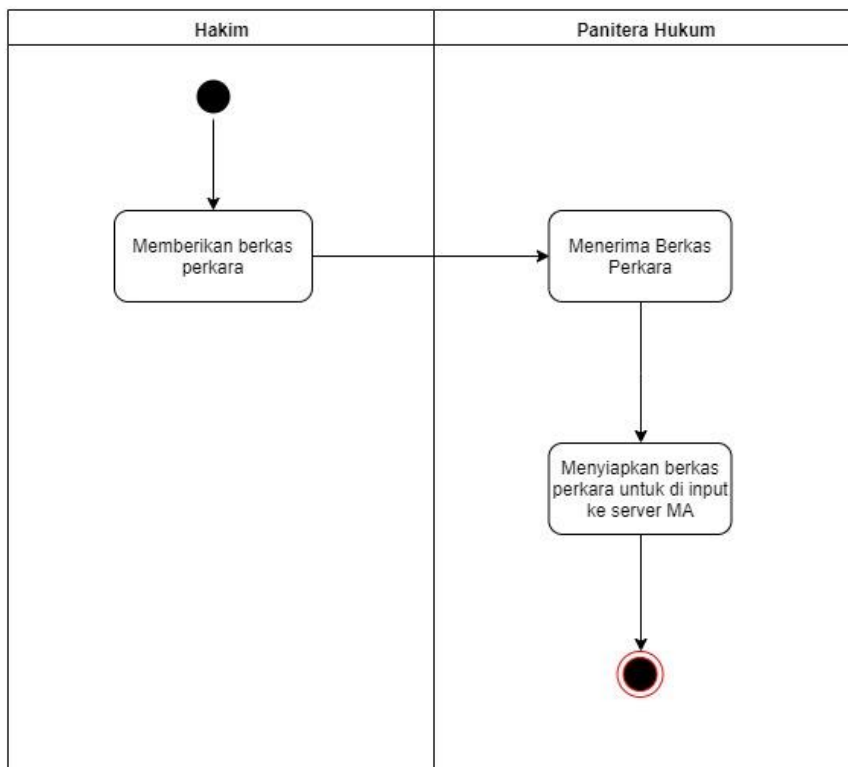 Hakim
Panitera Hukum
Memberikan berkas
perkara
Menerima Berkas
Perkara
Menyiapkan berkas
perkara untuk di input
ke server MA